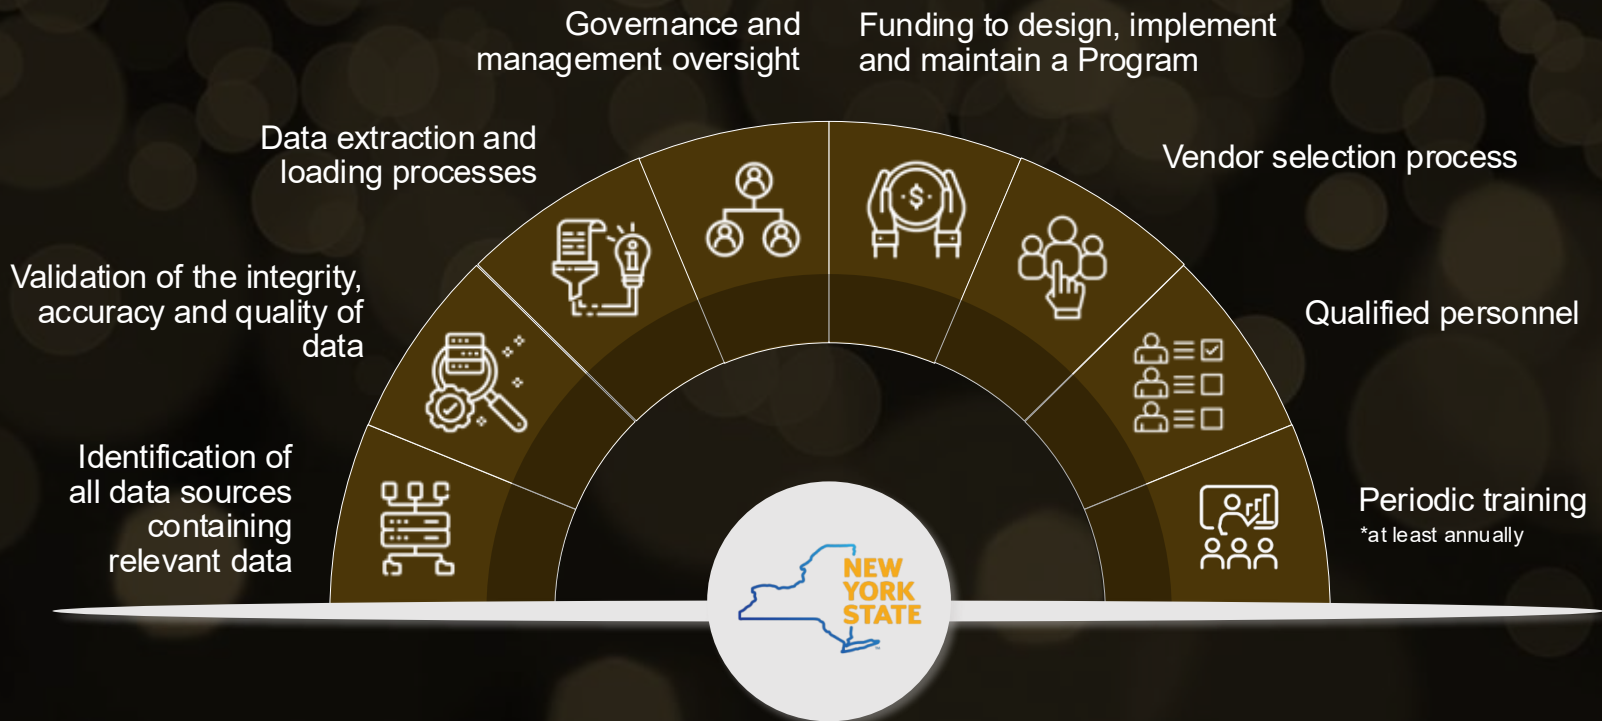 Governance and
management oversight
Funding to design, implement
and maintain a Program
Data extraction and
loading processes
Vendor selection process
Validation of the integrity,
accuracy and quality of
data
Qualified personnel
Identification of
all data sources
containing
relevant data
Periodic training
*at least annually
$
NEW
YORK
STATE